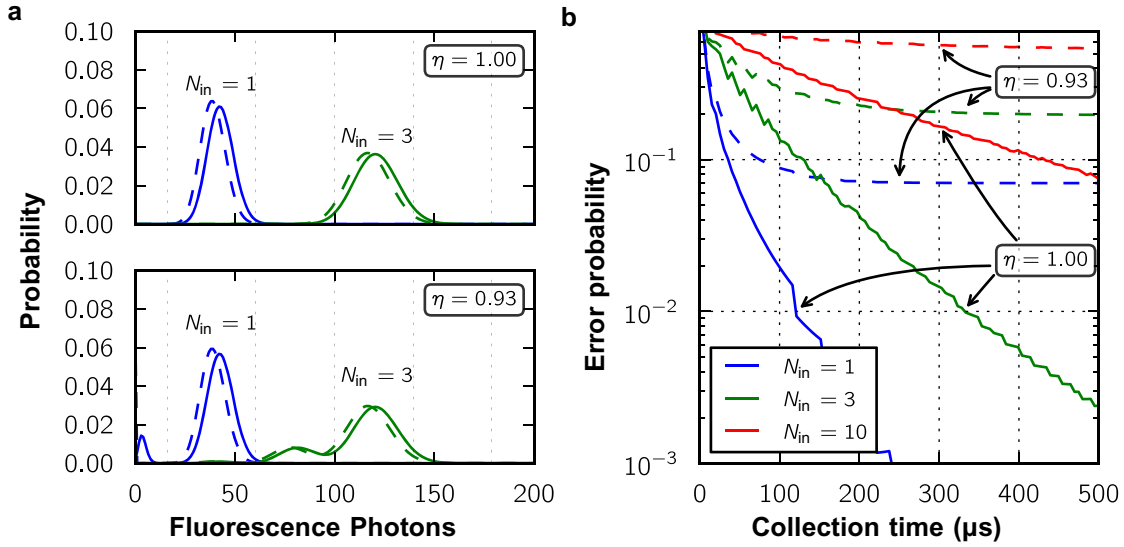 a
Probability
0.10
0.08
0.06
0.04
0.02
0.00
η = 1.00
N_in = 1
N_in = 3
0.10
0.08
0.06
0.04
0.02
0.00
η = 0.93
N_in = 1
N_in = 3
0
50
100
150
200
Fluorescence Photons
b
Error probability
10⁻¹
10⁻²
10⁻³
η = 0.93
η = 1.00
N_in = 1
N_in = 3
N_in = 10
0
100
200
300
400
500
Collection time (μs)